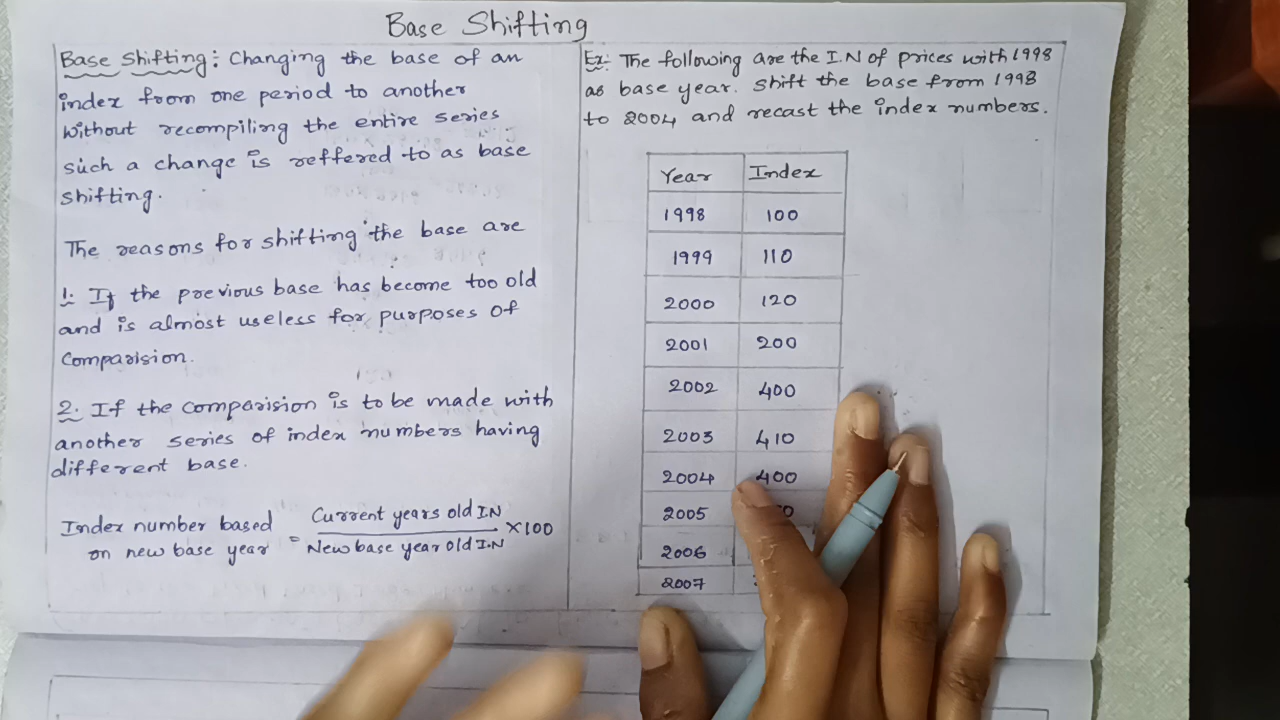 Base Shifting
Base Shifting: Changing the base of an
index from one period to another
without recompiling the entire series
such a change is reffered to as base
shifting.
The reasons for shifting the base are
1. If the previous base has become too old
and is almost useless for purposes of
Comparision.
2. If the comparision is to be made with
another series of index numbers having
different base.
Index number based
on new base year = Current years old IN / New base year old I.N × 100
Ex: The following are the I.N of prices with 1998
as base year. shift the base from 1998
to 2004 and recast the index numbers.
Year Index
1998 100
1999 110
2000 120
2001 200
2002 400
2003 410
2004 400
2005
2006
2007